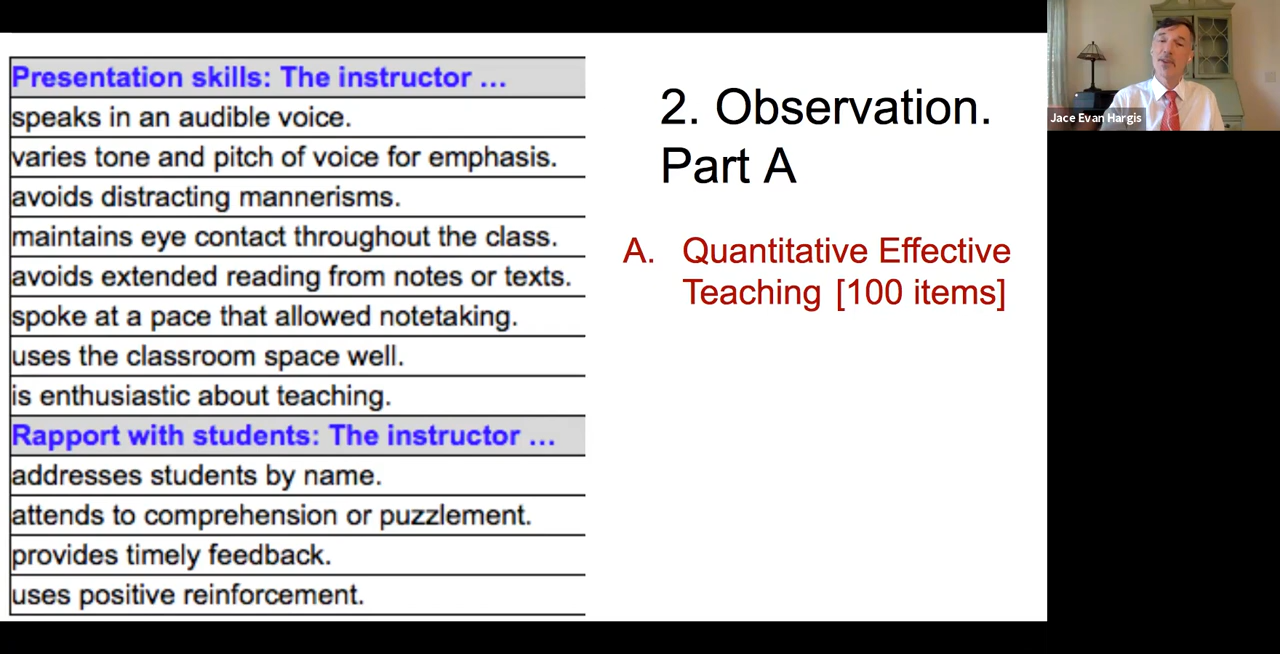 Presentation skills: The instructor ...
speaks in an audible voice.
varies tone and pitch of voice for emphasis.
avoids distracting mannerisms.
maintains eye contact throughout the class.
avoids extended reading from notes or texts.
spoke at a pace that allowed notetaking.
uses the classroom space well.
is enthusiastic about teaching.
Rapport with students: The instructor ...
addresses students by name.
attends to comprehension or puzzlement.
provides timely feedback.
uses positive reinforcement.
2. Observation.
Part A
A. Quantitative Effective
Teaching [100 items]
Jace Evan Hargis